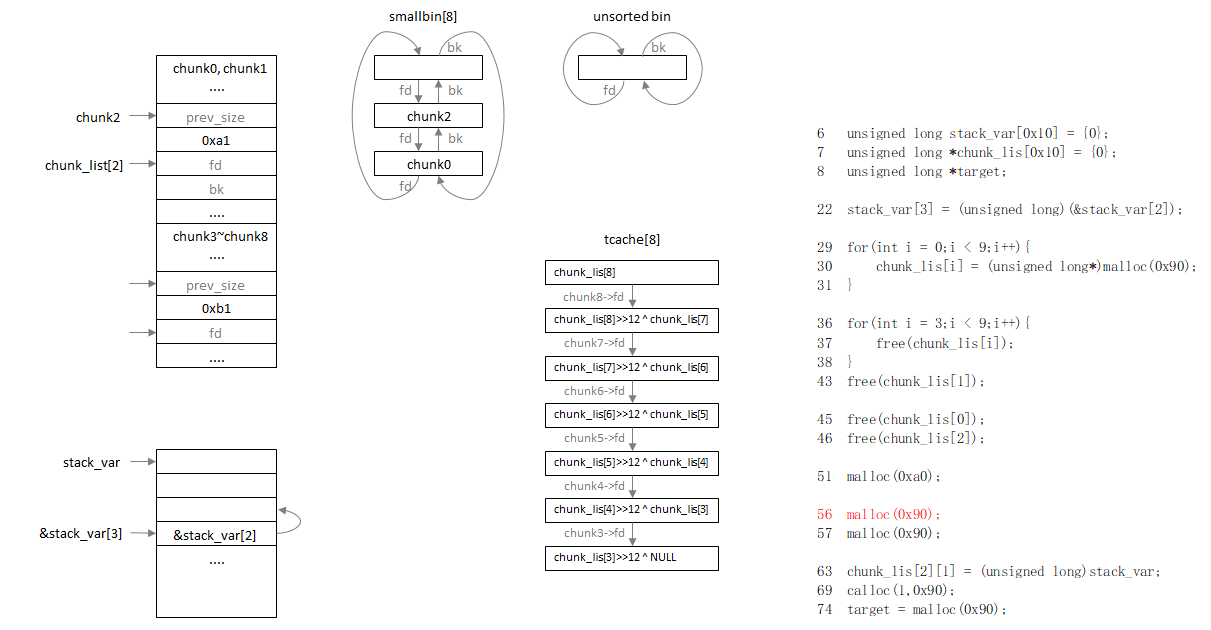 chunk0, chunk1
....
chunk2
prev_size
0xa1
chunk_list[2]
fd
bk
....
chunk3~chunk8
....
prev_size
0xb1
fd
....
stack_var
&stack_var[3]
&stack_var[2]
....
smallbin[8]
bk
fd
bk
chunk2
fd
bk
chunk0
fd
unsorted bin
bk
fd
tcache[8]
chunk_lis[8]
chunk8->fd
chunk_lis[8]>>12 ^ chunk_lis[7]
chunk7->fd
chunk_lis[7]>>12 ^ chunk_lis[6]
chunk6->fd
chunk_lis[6]>>12 ^ chunk_lis[5]
chunk5->fd
chunk_lis[5]>>12 ^ chunk_lis[4]
chunk4->fd
chunk_lis[4]>>12 ^ chunk_lis[3]
chunk3->fd
chunk_lis[3]>>12 ^ NULL
6 unsigned long stack_var[0x10] = {0};
7 unsigned long *chunk_lis[0x10] = {0};
8 unsigned long *target;
22 stack_var[3] = (unsigned long)(&stack_var[2]);
29 for(int i = 0;i < 9;i++){
30 chunk_lis[i] = (unsigned long*)malloc(0x90);
31 }
36 for(int i = 3;i < 9;i++){
37 free(chunk_lis[i]);
38 }
43 free(chunk_lis[1]);
45 free(chunk_lis[0]);
46 free(chunk_lis[2]);
51 malloc(0xa0);
56 malloc(0x90);
57 malloc(0x90);
63 chunk_lis[2][1] = (unsigned long)stack_var;
69 calloc(1,0x90);
74 target = malloc(0x90);